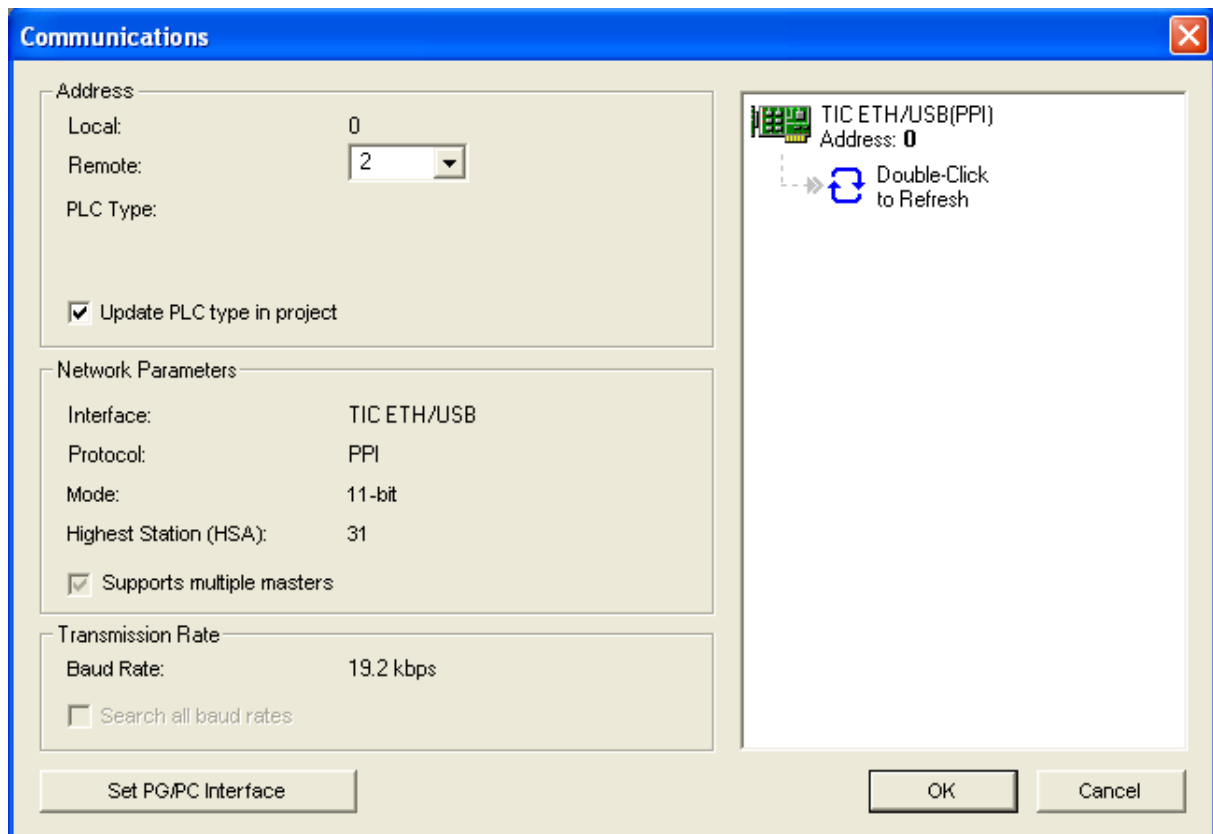 Communications
Address
Local: 0
Remote: 2
PLC Type:
Update PLC type in project
Network Parameters
Interface: TIC ETH/USB
Protocol: PPI
Mode: 11-bit
Highest Station (HSA): 31
Supports multiple masters
Transmission Rate
Baud Rate: 19.2 kbps
Search all baud rates
Set PG/PC Interface
TIC ETH/USB(PPI)
Address: 0
Double-Click
to Refresh
OK
Cancel